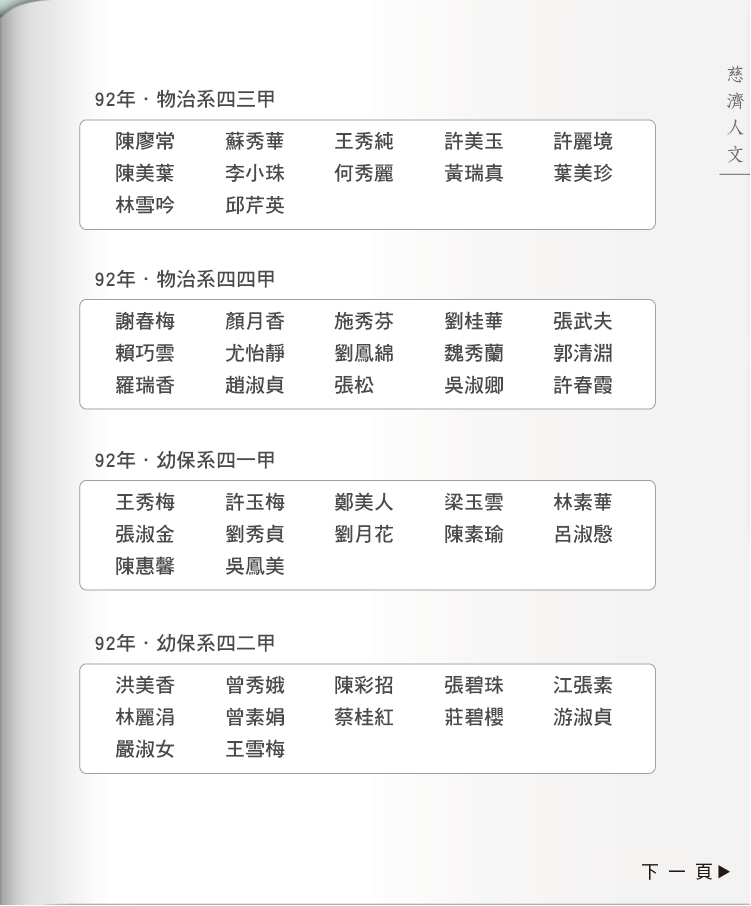 慈濟人文
92年．物治系四三甲
陳廖常 蘇秀華 王秀純 許美玉 許麗境
陳美葉 李小珠 何秀麗 黃瑞真 葉美珍
林雪吟 邱芹英
92年．物治系四四甲
謝春梅 顏月香 施秀芬 劉桂華 張武夫
賴巧雲 尤怡靜 劉鳳綿 魏秀蘭 郭清淵
羅瑞香 趙淑貞 張松 吳淑卿 許春霞
92年．幼保系四一甲
王秀梅 許玉梅 鄭美人 梁玉雲 林素華
張淑金 劉秀貞 劉月花 陳素瑜 呂淑慇
陳惠馨 吳鳳美
92年．幼保系四二甲
洪美香 曾秀娥 陳彩招 張碧珠 江張素
林麗涓 曾素娟 蔡桂紅 莊碧櫻 游淑貞
嚴淑女 王雪梅
下一頁▶